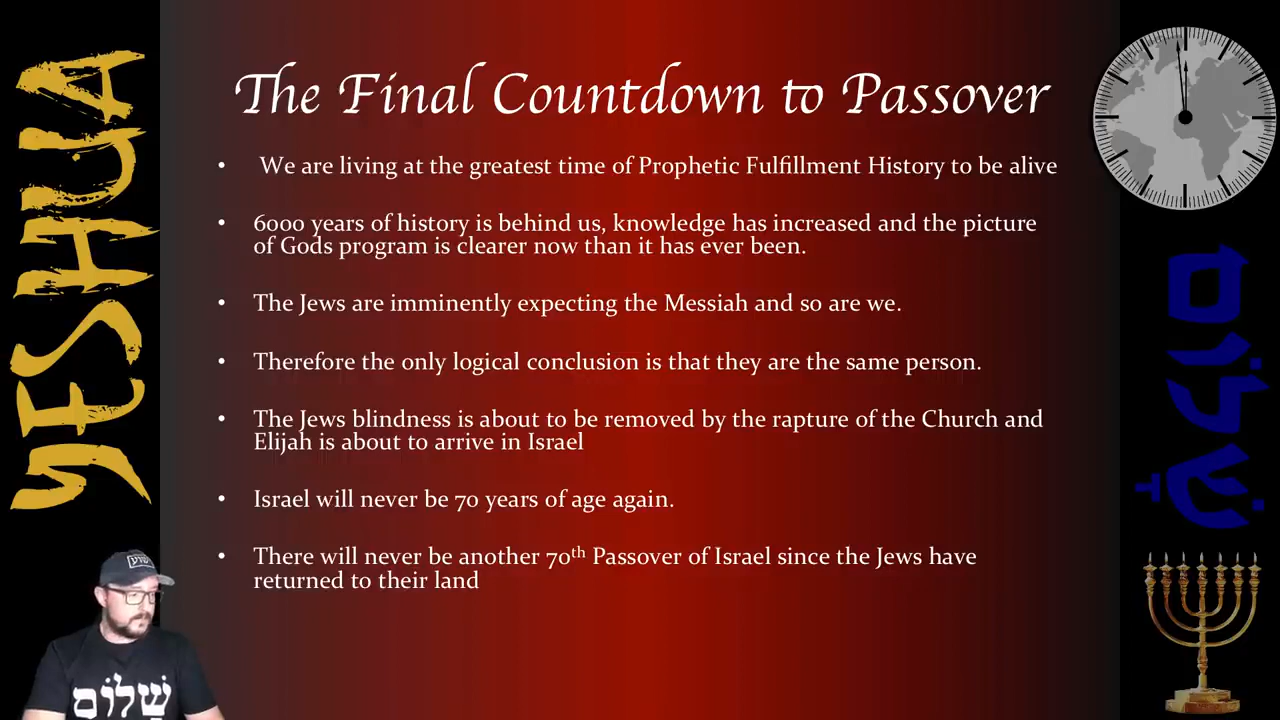 YESHUA
The Final Countdown to Passover
• We are living at the greatest time of Prophetic Fulfillment History to be alive
• 6000 years of history is behind us, knowledge has increased and the picture
of Gods program is clearer now than it has ever been.
• The Jews are imminently expecting the Messiah and so are we.
• Therefore the only logical conclusion is that they are the same person.
• The Jews blindness is about to be removed by the rapture of the Church and
Elijah is about to arrive in Israel
• Israel will never be 70 years of age again.
• There will never be another 70th Passover of Israel since the Jews have
returned to their land
שָׁלוֹם
ישוע
שָׁלוֹם